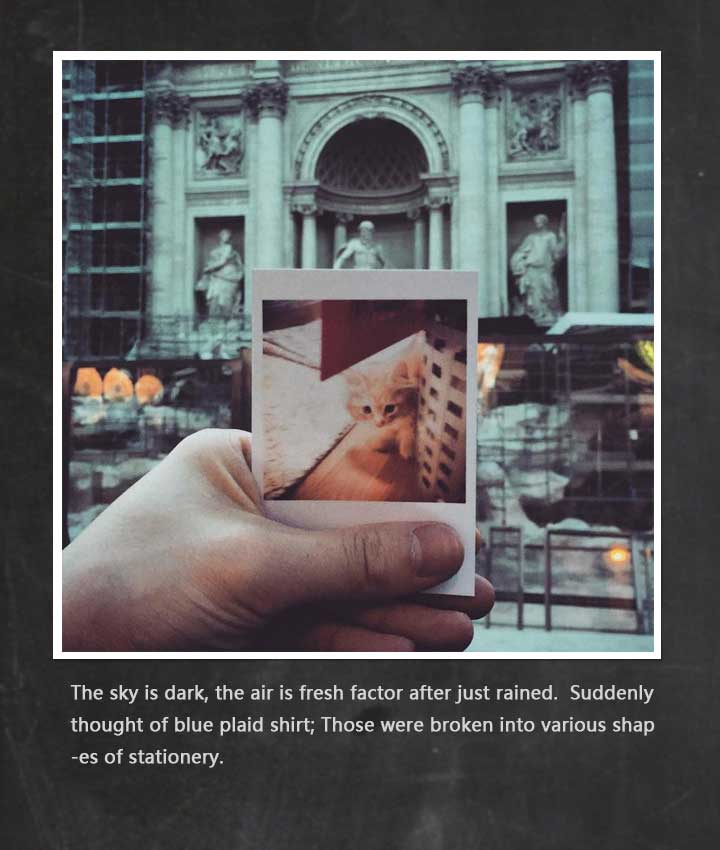 The sky is dark, the air is fresh factor after just rained.  Suddenly
thought of blue plaid shirt; Those were broken into various shap
-es of stationery.